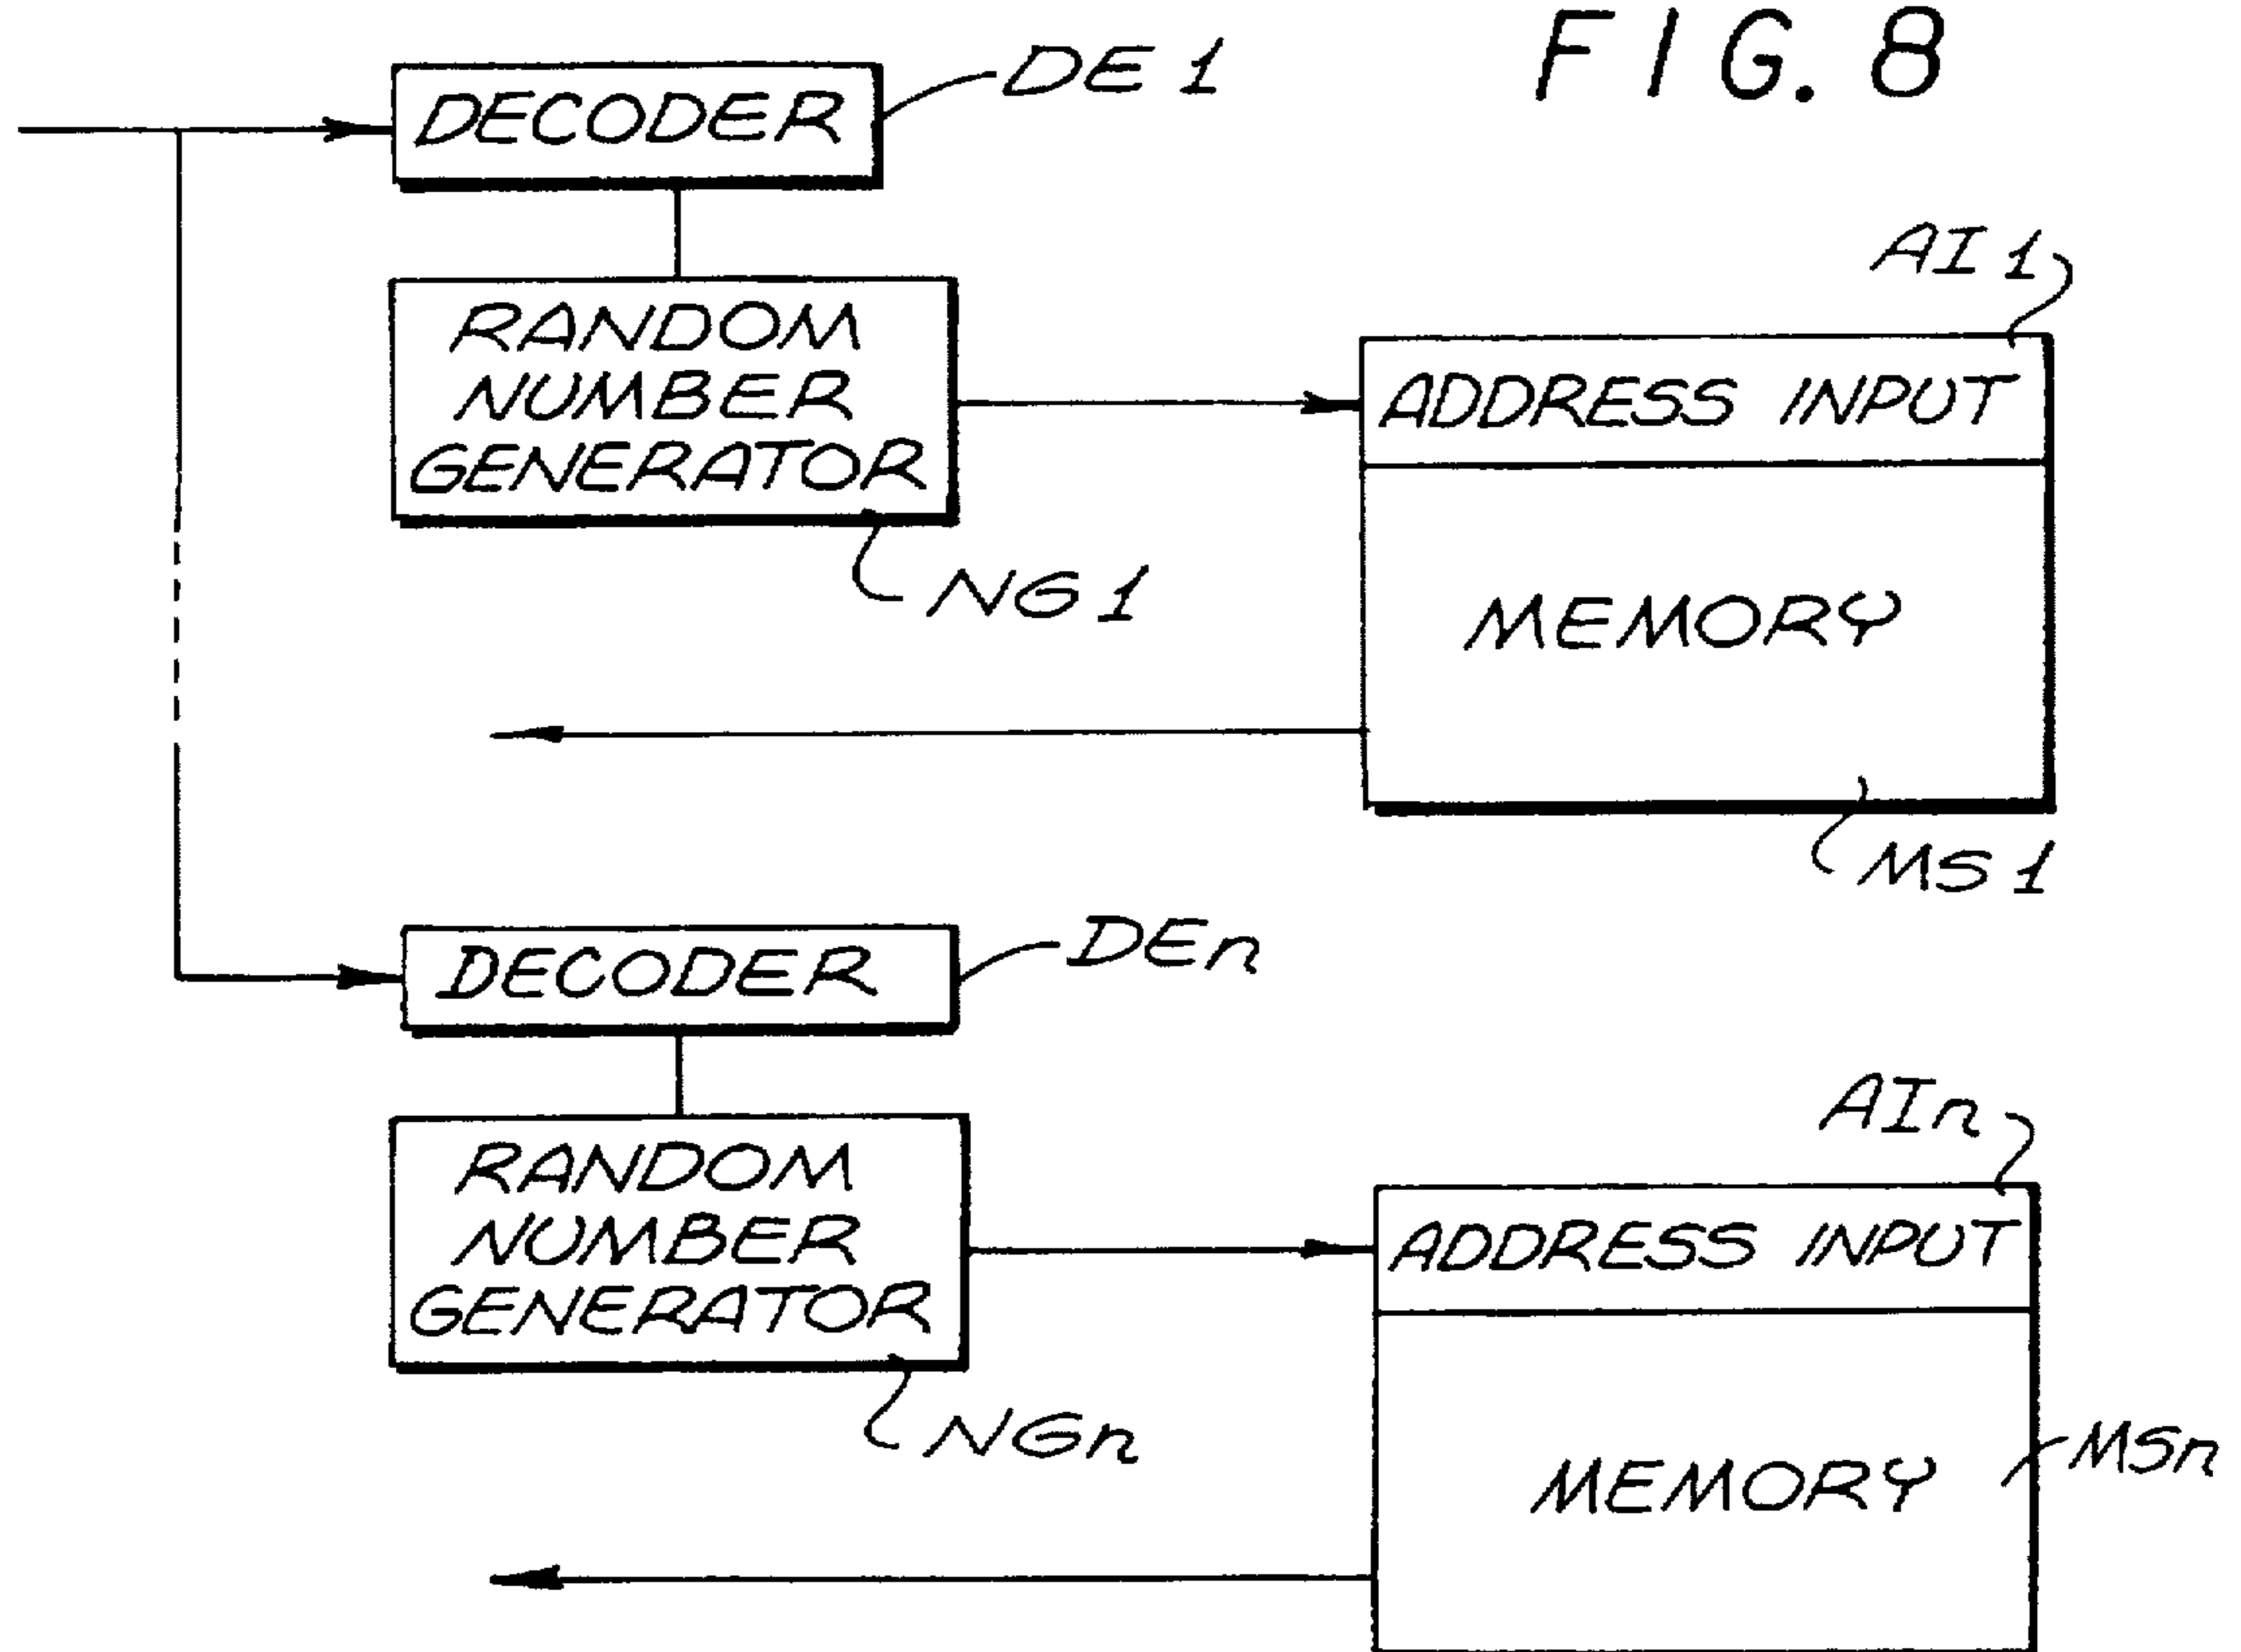 FIG. 8
DECODER
DE 1
RANDOM
NUMBER
GENERATOR
NG 1
AI 1
ADDRESS INPUT
MEMORY
MS 1
DECODER
DEn
RANDOM
NUMBER
GENERATOR
NGn
AIn
ADDRESS INPUT
MEMORY
MSn